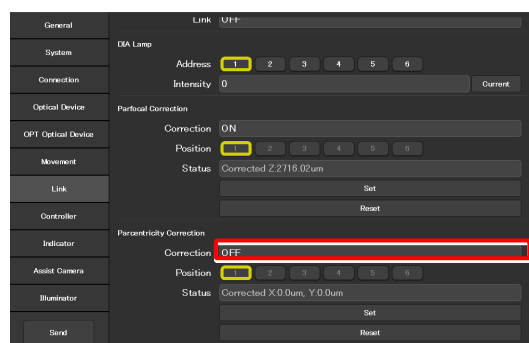 General
System
Connection
Optical Device
OPT Optical Device
Movement
Link
Controller
Indicator
Assist Camera
Illuminator
Send
Link OFF
DIA Lamp
Address 1 2 3 4 5 6
Intensity 0 Current
Parfocal Correction
Correction ON
Position 1 2 3 4 5 6
Status Corrected Z:2716.02um
Set
Reset
Parcentricity Correction
Correction OFF
Position 1 2 3 4 5 6
Status Corrected X:0.0um, Y:0.0um
Set
Reset